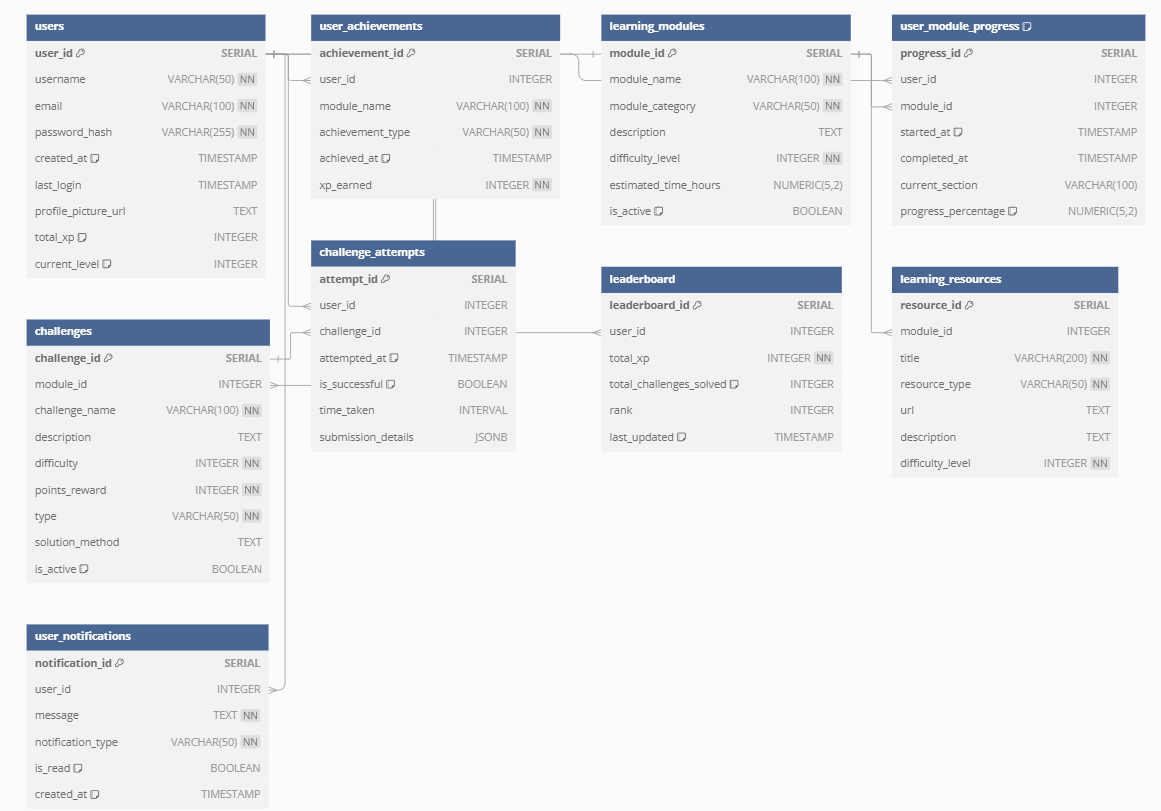 users
user_id SERIAL
username VARCHAR(50) NN
email VARCHAR(100) NN
password_hash VARCHAR(255) NN
created_at TIMESTAMP
last_login TIMESTAMP
profile_picture_url TEXT
total_xp INTEGER
current_level INTEGER
user_achievements
achievement_id SERIAL
user_id INTEGER
module_name VARCHAR(100) NN
achievement_type VARCHAR(50) NN
achieved_at TIMESTAMP
xp_earned INTEGER NN
learning_modules
module_id SERIAL
module_name VARCHAR(100) NN
module_category VARCHAR(50) NN
description TEXT
difficulty_level INTEGER NN
estimated_time_hours NUMERIC(5,2)
is_active BOOLEAN
user_module_progress
progress_id SERIAL
user_id INTEGER
module_id INTEGER
started_at TIMESTAMP
completed_at TIMESTAMP
current_section VARCHAR(100)
progress_percentage NUMERIC(5,2)
challenge_attempts
attempt_id SERIAL
user_id INTEGER
challenge_id INTEGER
attempted_at TIMESTAMP
is_successful BOOLEAN
time_taken INTERVAL
submission_details JSONB
leaderboard
leaderboard_id SERIAL
user_id INTEGER
total_xp INTEGER NN
total_challenges_solved INTEGER
rank INTEGER
last_updated TIMESTAMP
learning_resources
resource_id SERIAL
module_id INTEGER
title VARCHAR(200) NN
resource_type VARCHAR(50) NN
url TEXT
description TEXT
difficulty_level INTEGER NN
challenges
challenge_id SERIAL
module_id INTEGER
challenge_name VARCHAR(100) NN
description TEXT
difficulty INTEGER NN
points_reward INTEGER NN
type VARCHAR(50) NN
solution_method TEXT
is_active BOOLEAN
user_notifications
notification_id SERIAL
user_id INTEGER
message TEXT NN
notification_type VARCHAR(50) NN
is_read BOOLEAN
created_at TIMESTAMP